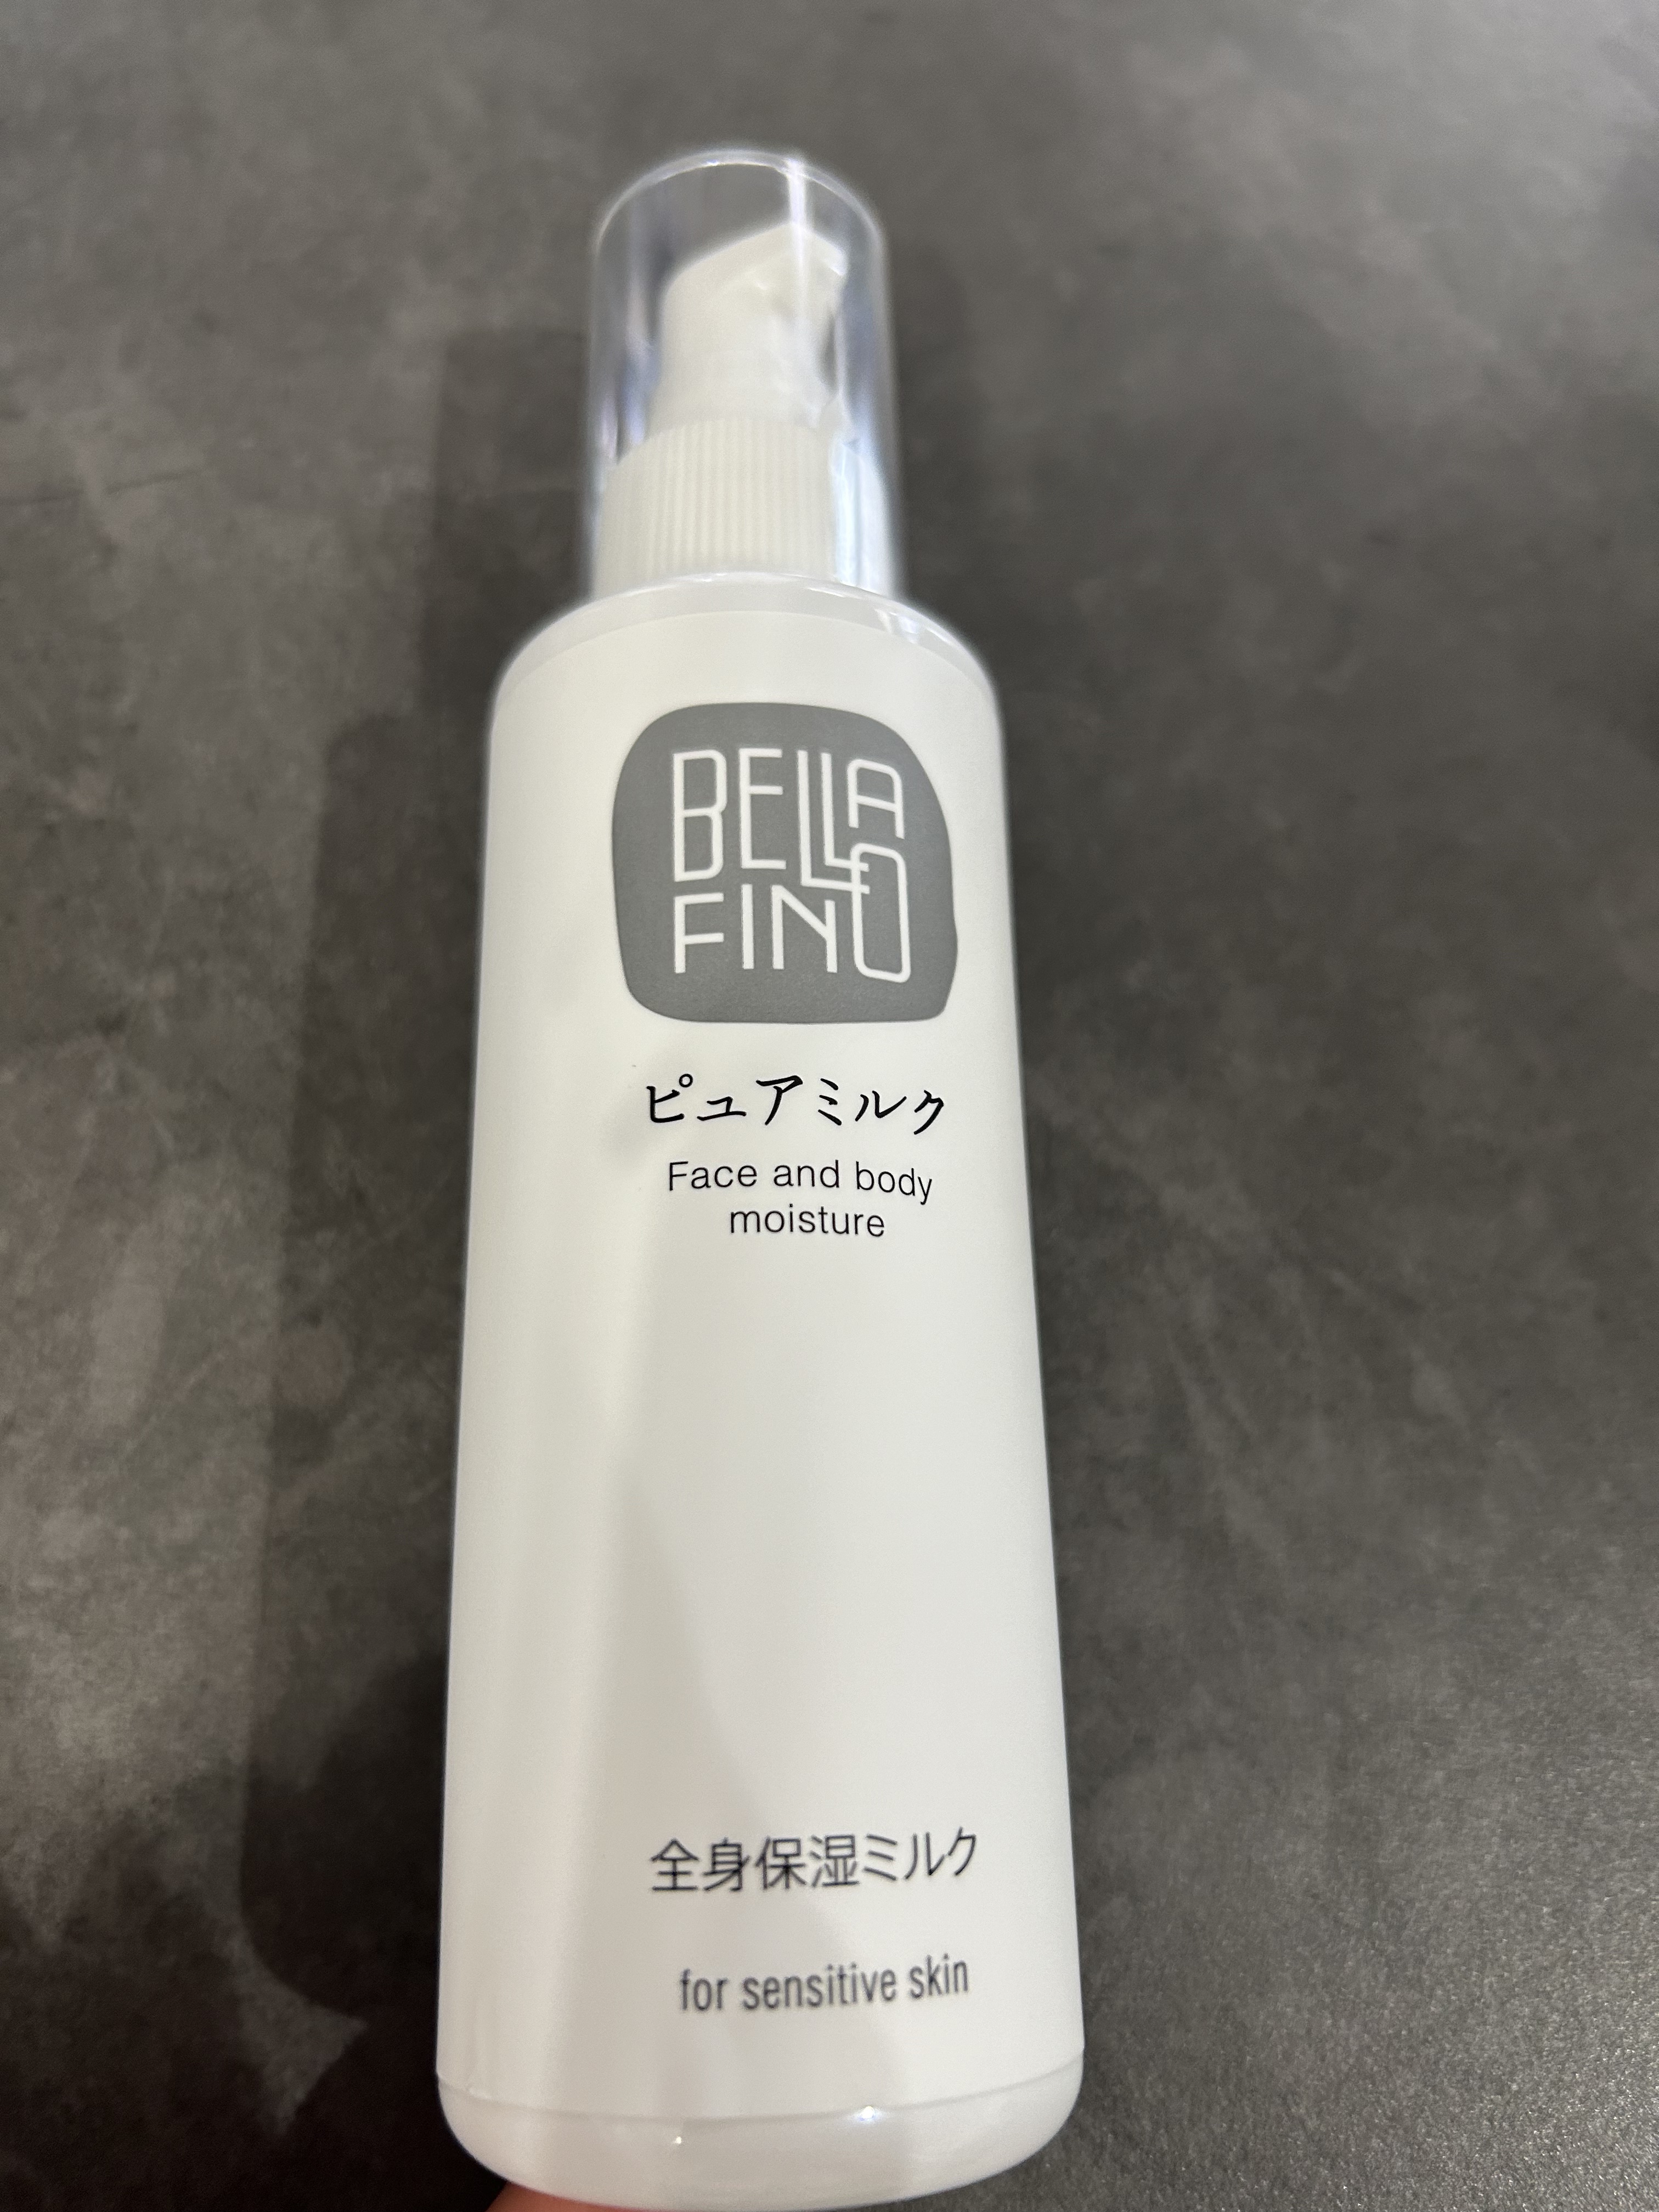 BELLA
FINO
ピュアミルク
Face and body
moisture
全身保湿ミルク
for sensitive skin